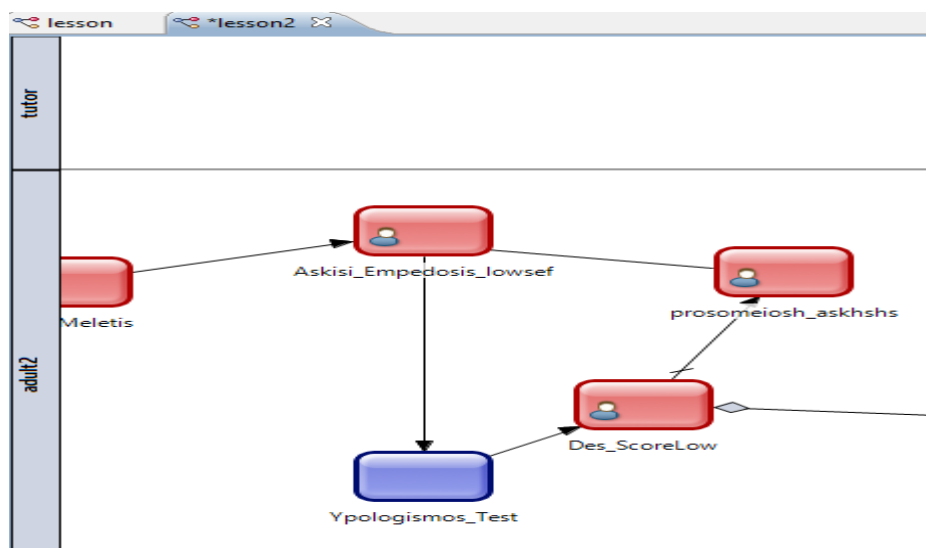 lesson
*lesson2
tutor
adult2
Askisi_Empedosis_lowsef
Meletis
prosomeiosh_askhshs
Des_ScoreLow
Ypologismos_Test